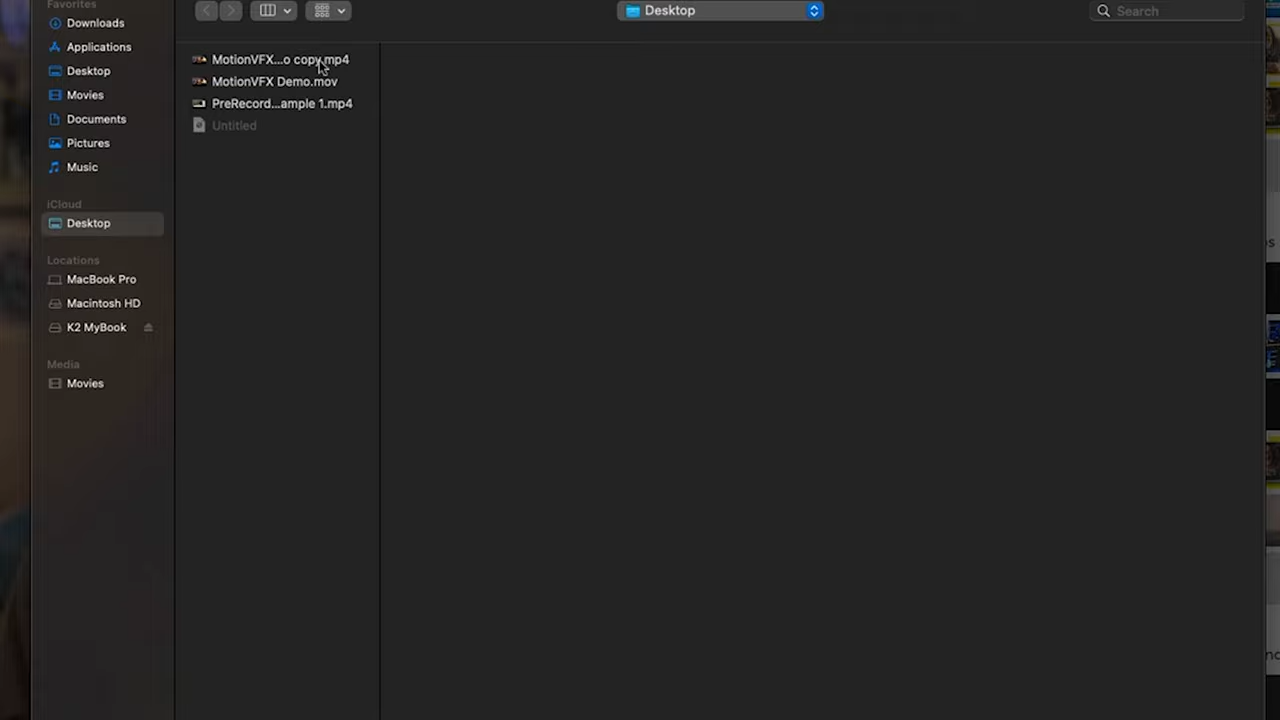 Favorites
Downloads
Applications
Desktop
Movies
Documents
Pictures
Music
iCloud
Desktop
Locations
MacBook Pro
Macintosh HD
K2 MyBook
Media
Movies
Desktop
Search
MotionVFX...o copy.mp4
MotionVFX Demo.mov
PreRecord...ample 1.mp4
Untitled